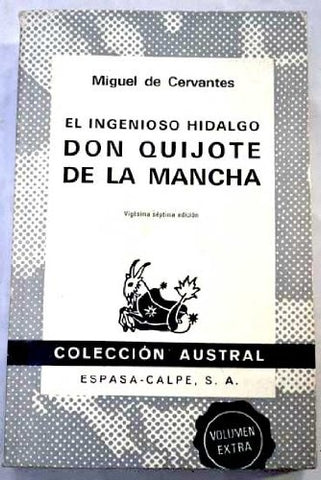 Miguel de Cervantes
EL INGENIOSO HIDALGO
DON QUIJOTE
DE LA MANCHA
Vigésima séptima edición
COLECCIÓN AUSTRAL
ESPASA-CALPE, S. A.
VOLUMEN
EXTRA